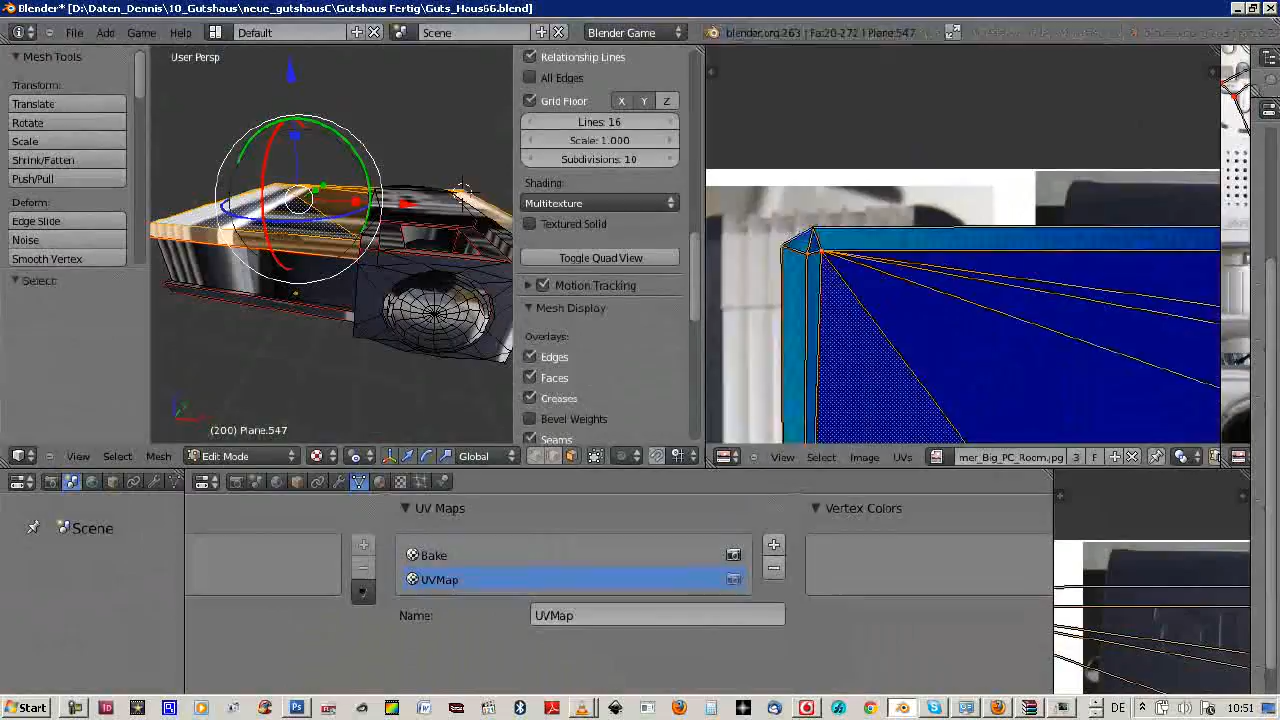 Blender* [D:\Daten_Dennis\10_Gutshaus\neue_gutshausC\Gutshaus Fertig\Guts_Haus66.blend]
File Add Game Help Default Scene Blender Game blender.org 263 | Fa:20-272 | Plane.547
Mesh Tools
Transform:
Translate
Rotate
Scale
Shrink/Fatten
Push/Pull
Deform:
Edge Slide
Noise
Smooth Vertex
Select
User Persp
(200) Plane.547
Relationship Lines
All Edges
Grid Floor X Y Z
Lines: 16
Scale: 1.000
Subdivisions: 10
Shading:
Multitexture
Textured Solid
Toggle Quad View
Motion Tracking
Mesh Display
Overlays:
Edges
Faces
Creases
Bevel Weights
Seams
View Select Mesh Edit Mode Global
View Select Image UVs mer_Big_PC_Room.jpg 3 F
Scene
UV Maps
Bake
UVMap
Name: UVMap
Vertex Colors
Start DE 10:51